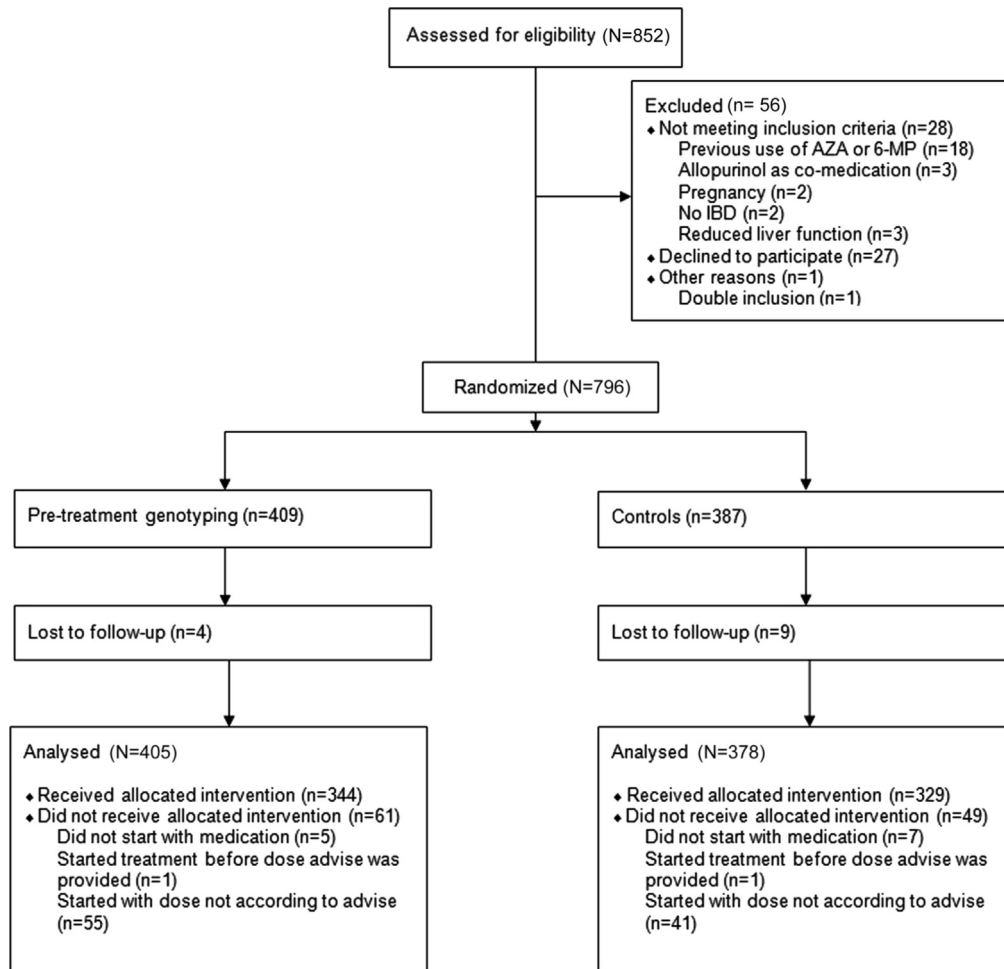 Assessed for eligibility (N=852)
Excluded (n= 56)
⬥ Not meeting inclusion criteria (n=28)
Previous use of AZA or 6-MP (n=18)
Allopurinol as co-medication (n=3)
Pregnancy (n=2)
No IBD (n=2)
Reduced liver function (n=3)
⬥ Declined to participate (n=27)
⬥ Other reasons (n=1)
Double inclusion (n=1)
Randomized (N=796)
Pre-treatment genotyping (n=409)
Lost to follow-up (n=4)
Analysed (N=405)
⬥ Received allocated intervention (n=344)
⬥ Did not receive allocated intervention (n=61)
Did not start with medication (n=5)
Started treatment before dose advise was
provided (n=1)
Started with dose not according to advise
(n=55)
Controls (n=387)
Lost to follow-up (n=9)
Analysed (N=378)
⬥ Received allocated intervention (n=329)
⬥ Did not receive allocated intervention (n=49)
Did not start with medication (n=7)
Started treatment before dose advise was
provided (n=1)
Started with dose not according to advise
(n=41)